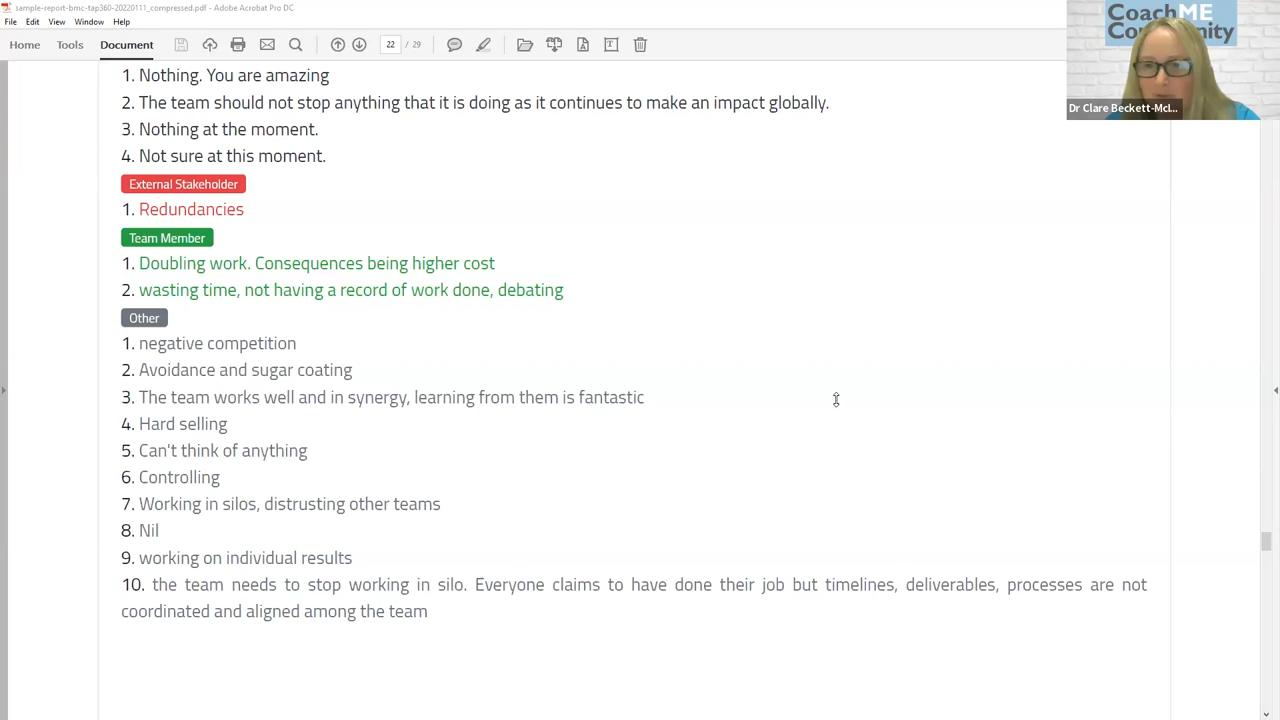 sample-report-bmc-tap360-20220111_compressed.pdf - Adobe Acrobat Pro DC
File Edit View Window Help
Home Tools Document 22 / 29
CoachME
Community
Dr Clare Beckett-McI...
1. Nothing. You are amazing
2. The team should not stop anything that it is doing as it continues to make an impact globally.
3. Nothing at the moment.
4. Not sure at this moment.
External Stakeholder
1. Redundancies
Team Member
1. Doubling work. Consequences being higher cost
2. wasting time, not having a record of work done, debating
Other
1. negative competition
2. Avoidance and sugar coating
3. The team works well and in synergy, learning from them is fantastic
4. Hard selling
5. Can't think of anything
6. Controlling
7. Working in silos, distrusting other teams
8. Nil
9. working on individual results
10. the team needs to stop working in silo. Everyone claims to have done their job but timelines, deliverables, processes are not
coordinated and aligned among the team